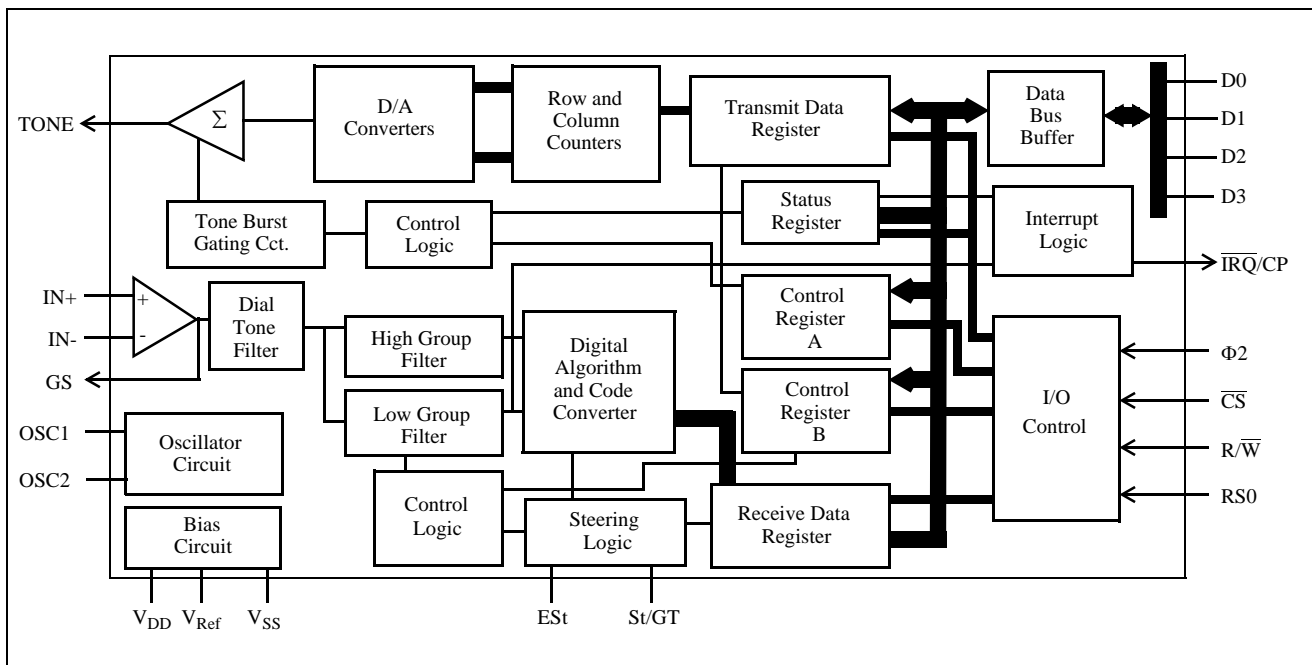 TONE
Σ
D/A
Converters
Row and
Column
Counters
Transmit Data
Register
Data
Bus
Buffer
D0
D1
D2
D3
Tone Burst
Gating Cct.
Control
Logic
Status
Register
Interrupt
Logic
I̅R̅Q̅/CP
IN+
IN-
GS
+
-
Dial
Tone
Filter
High Group
Filter
Low Group
Filter
Digital
Algorithm
and Code
Converter
Control
Register
A
Control
Register
B
I/O
Control
Φ2
C̅S̅
R/W̅
RS0
OSC1
OSC2
Oscillator
Circuit
Bias
Circuit
Control
Logic
Steering
Logic
Receive Data
Register
VDD
VRef
VSS
ESt
St/GT